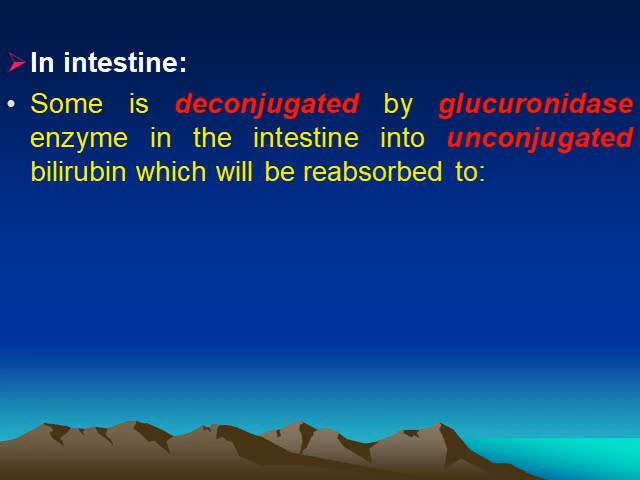 ➢ In intestine:
• Some is deconjugated by glucuronidase
enzyme in the intestine into unconjugated
bilirubin which will be reabsorbed to: